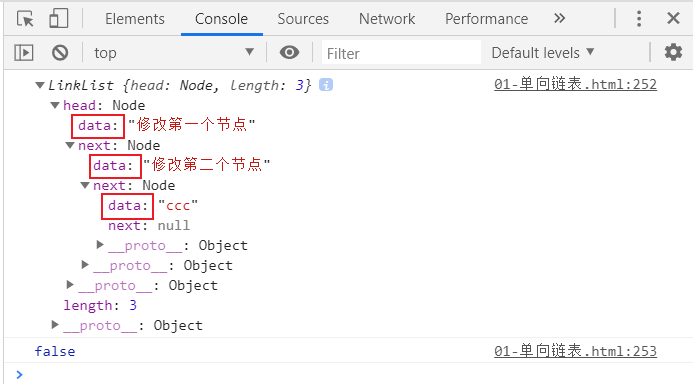 Elements Console Sources Network Performance »
top Filter Default levels
LinkList {head: Node, length: 3} i 01-单向链表.html:252
head: Node
data: "修改第一个节点"
next: Node
data: "修改第二个节点"
next: Node
data: "ccc"
next: null
__proto__: Object
__proto__: Object
__proto__: Object
length: 3
__proto__: Object
false 01-单向链表.html:253
>